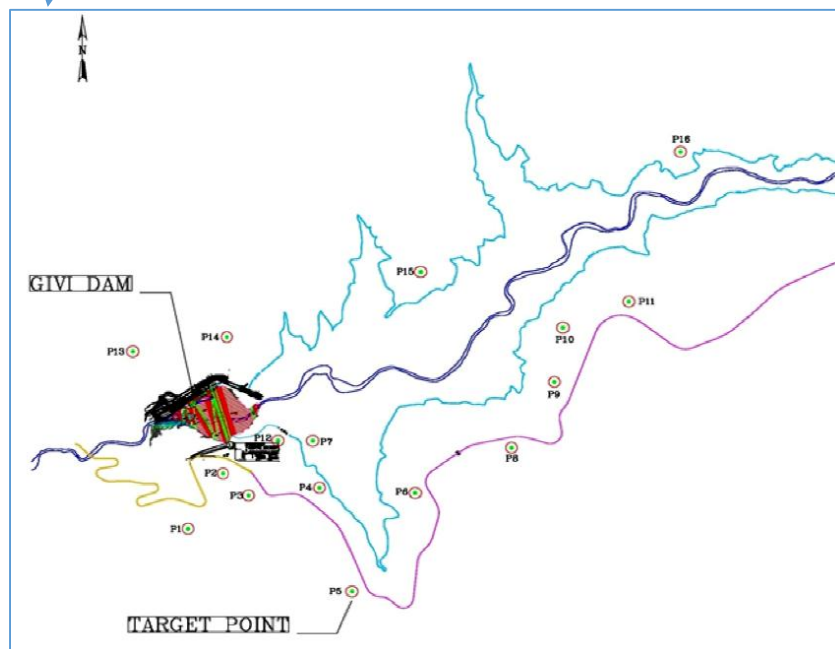 N
P16
P15
GIVI DAM
P11
P14
P10
P13
P9
P12
P7
P8
P2
P4
P6
P3
P1
P5
TARGET POINT